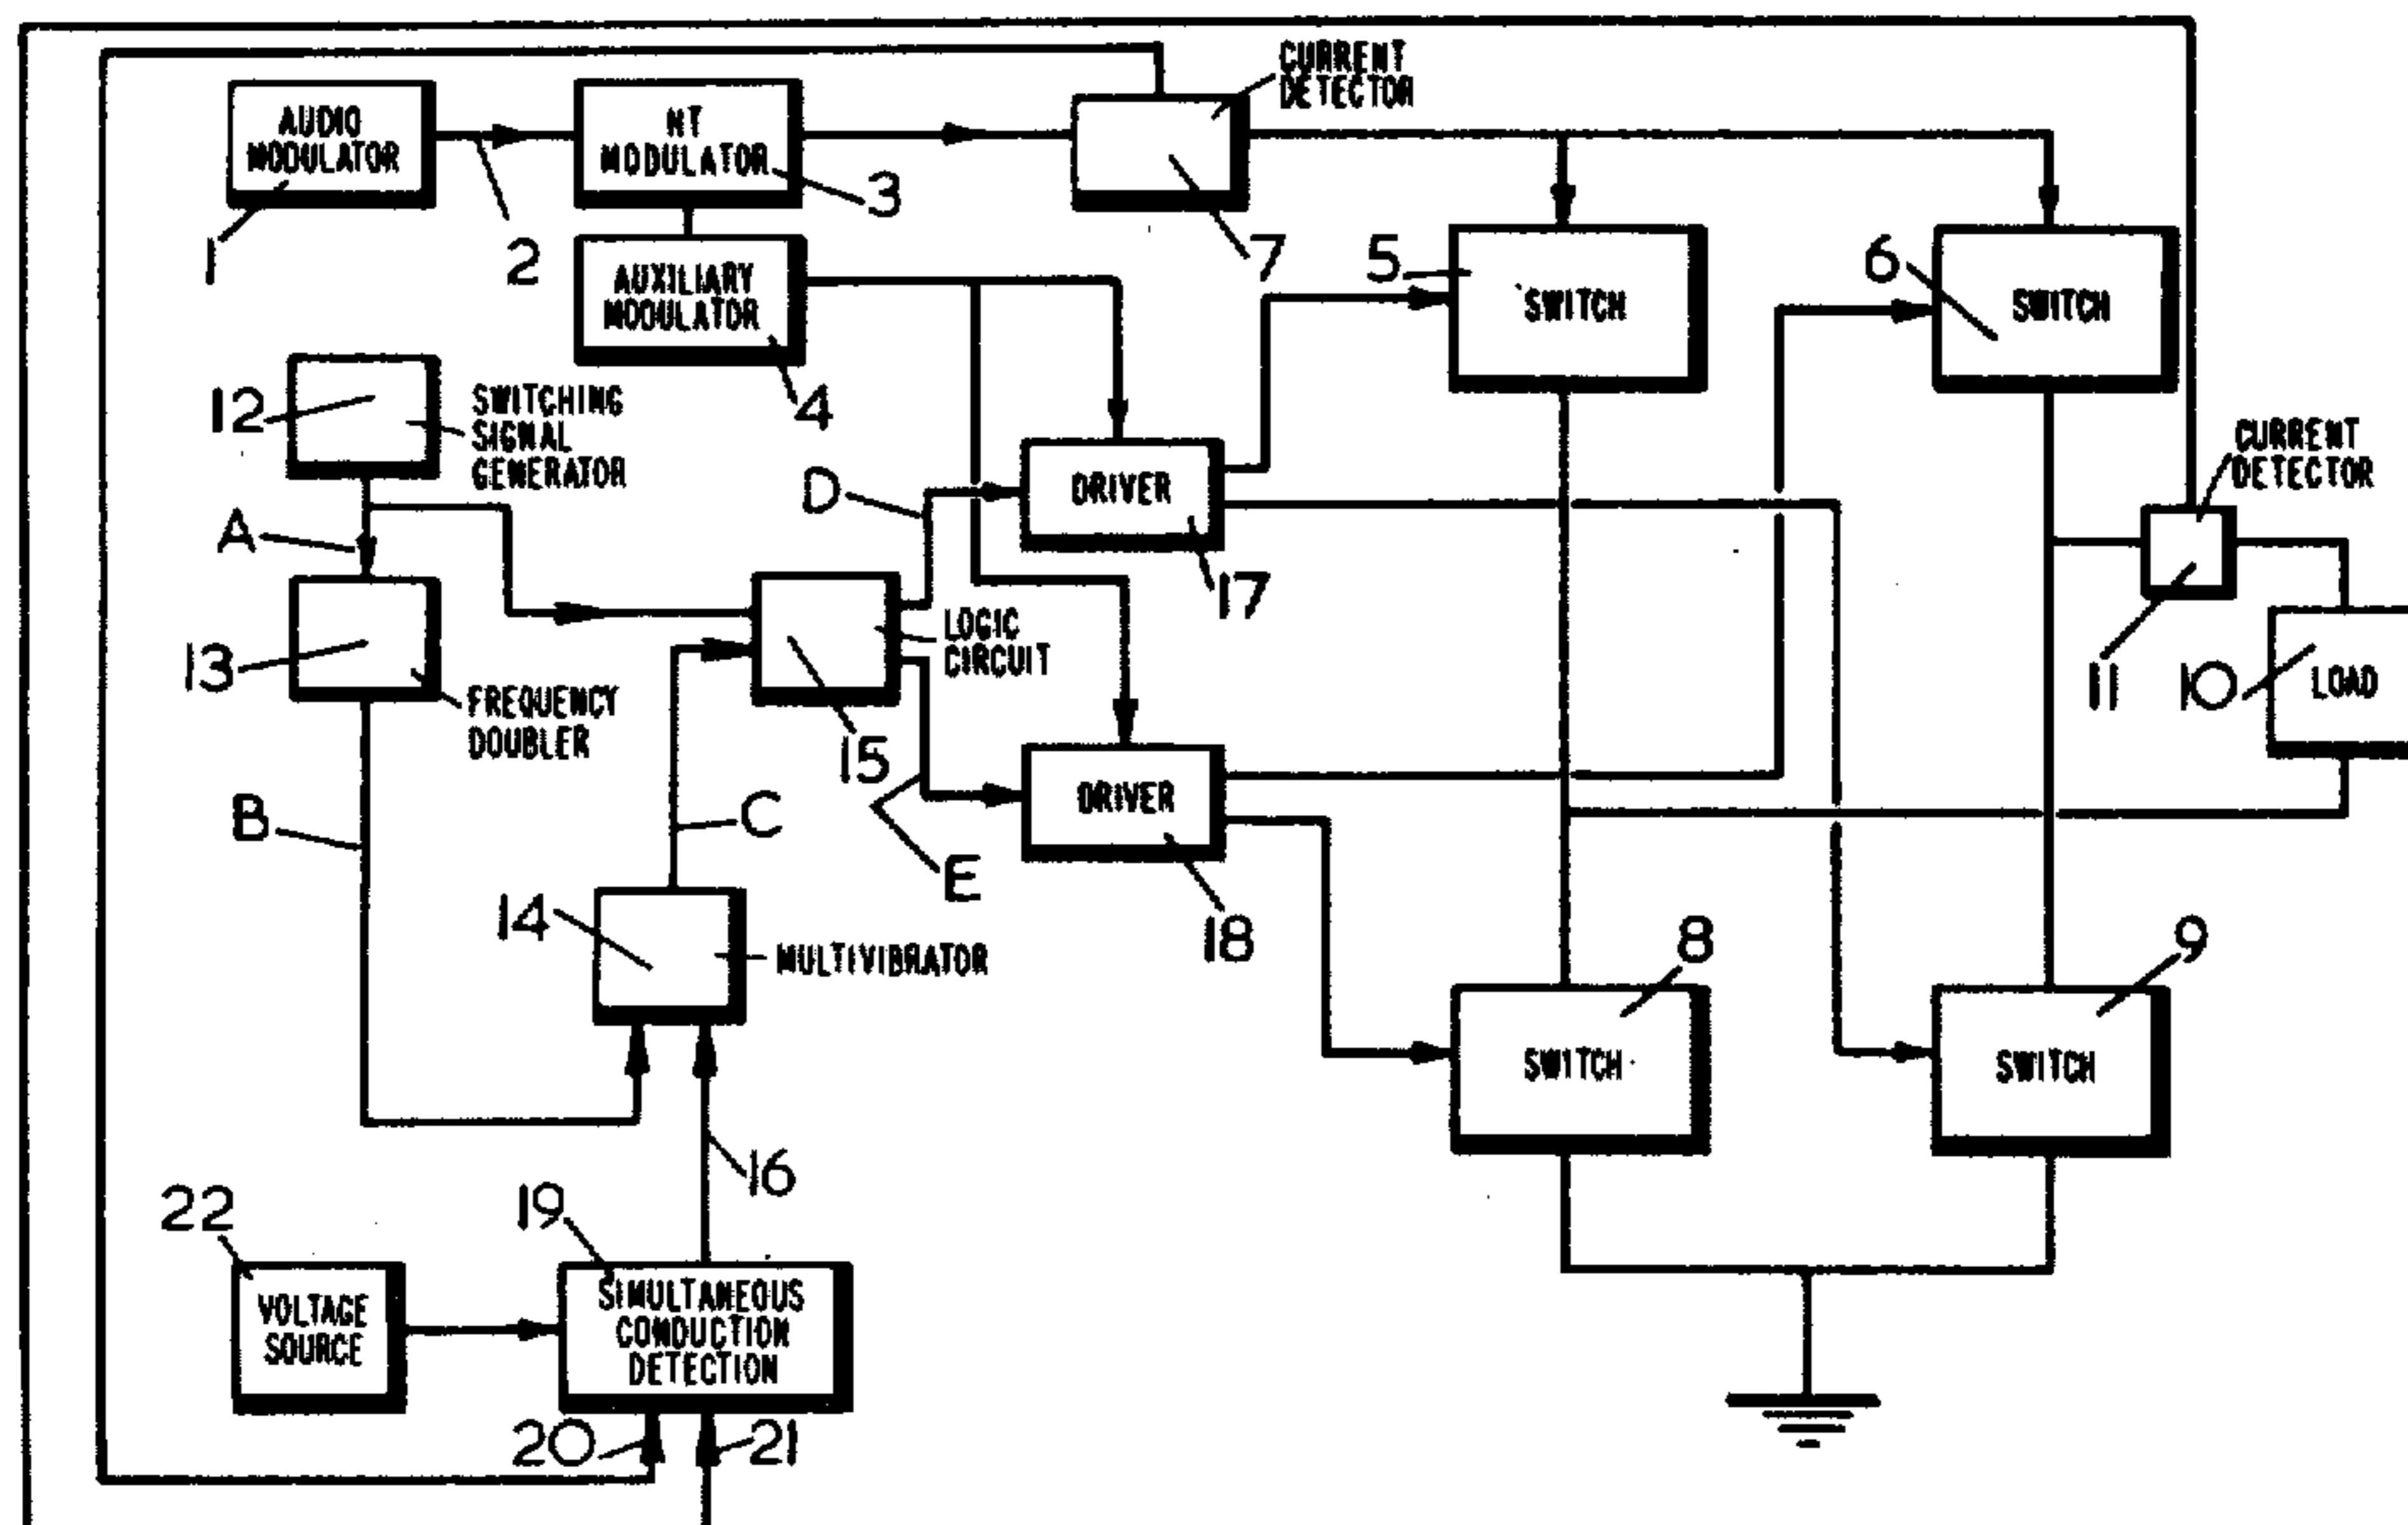 CURRENT
DETECTOR
AUDIO
MODULATOR
HT
MODULATOR
1
2
3
7
AUXILIARY
MODULATOR
4
5
SWITCH
6
SWITCH
12
SWITCHING
SIGNAL
GENERATOR
CURRENT
DETECTOR
A
D
DRIVER
17
13
FREQUENCY
DOUBLER
LOGIC
CIRCUIT
15
11
10
LOAD
B
C
E
DRIVER
18
14
MULTIVIBRATOR
8
SWITCH
9
SWITCH
16
22
VOLTAGE
SOURCE
19
SIMULTANEOUS
CONDUCTION
DETECTION
20
21